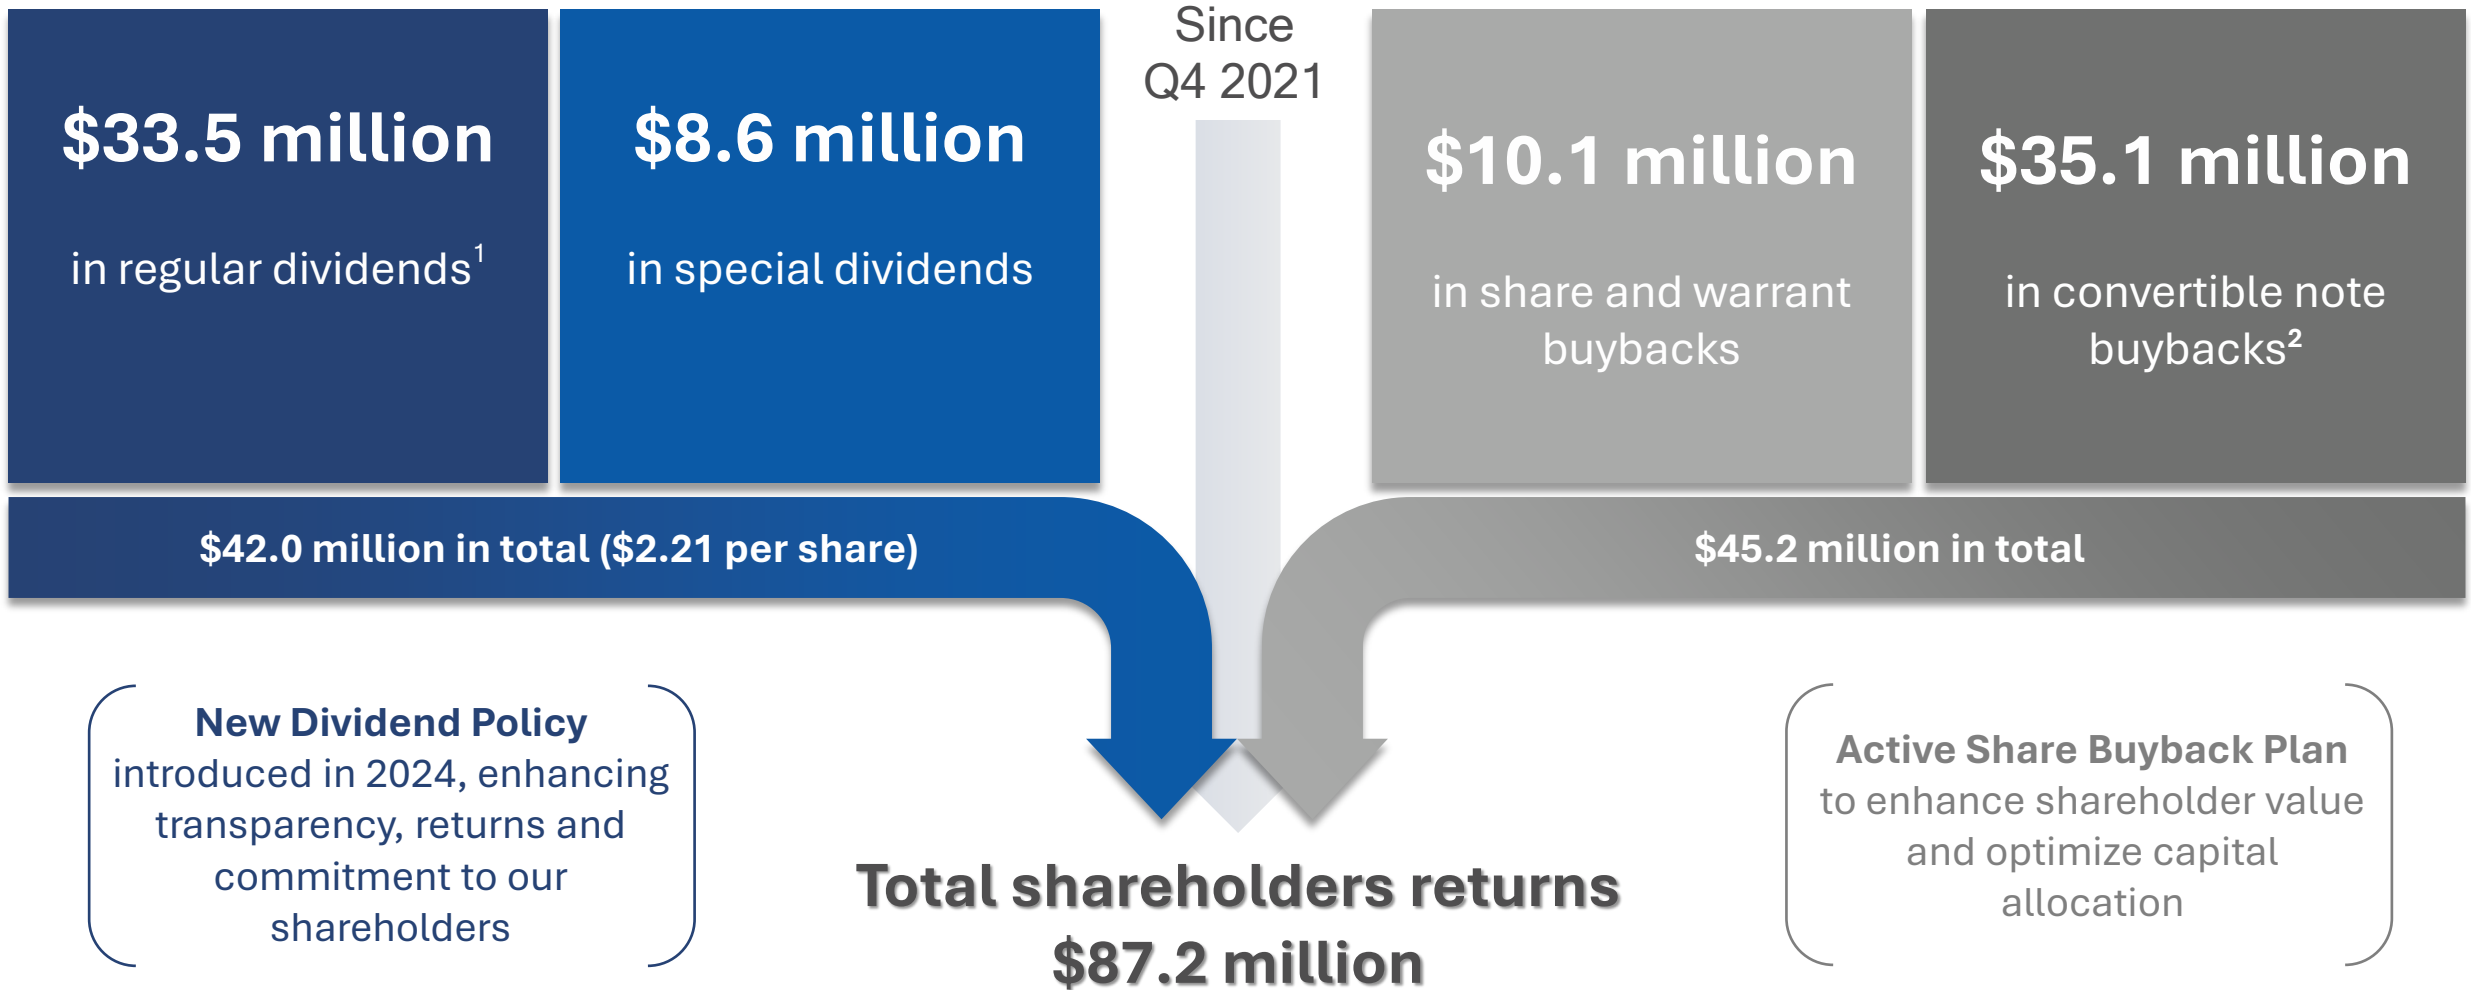 $33.5 million
in regular dividends¹
$8.6 million
in special dividends
Since
Q4 2021
$10.1 million
in share and warrant
buybacks
$35.1 million
in convertible note
buybacks²
$42.0 million in total ($2.21 per share)
$45.2 million in total
New Dividend Policy
introduced in 2024, enhancing
transparency, returns and
commitment to our
shareholders
Active Share Buyback Plan
to enhance shareholder value
and optimize capital
allocation
Total shareholders returns
$87.2 million